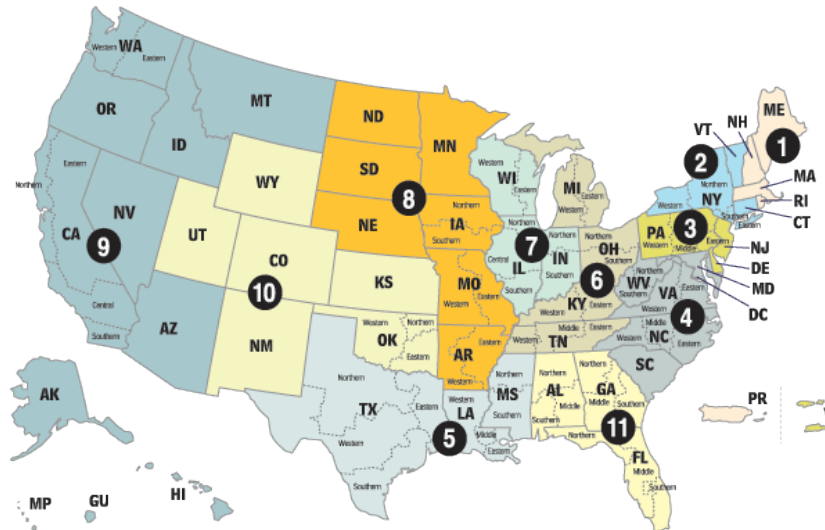 WA
Western
Eastern
OR
MT
ID
ND
MN
SD
WY
NE
8
Northern
IA
Southern
Eastern
Northern
NV
CA
9
Central
Southern
UT
CO
10
KS
MO
Western
Eastern
AZ
NM
Western
Northern
OK
Eastern
AR
Eastern
Western
Northern
TX
Eastern
Western
Southern
Western
LA
5
Middle
Eastern
Northern
MS
Southern
WI
Western
Eastern
MI
Western
Eastern
7
Northern
Central
IL
Southern
Northern
IN
Southern
Northern
OH
Southern
6
KY
Western
Eastern
TN
Western
Middle
Eastern
Northern
AL
Middle
Southern
Northern
GA
Middle
Southern
11
Northern
FL
Middle
Southern
Northern
WV
Southern
VA
Eastern
Western
4
Middle
NC
Western
Eastern
SC
PA
3
Western
Middle
Eastern
2
Northern
NY
Western
Southern
Eastern
VT
NH
ME
1
MA
RI
CT
NJ
DE
MD
DC
PR
AK
HI
GU
MP